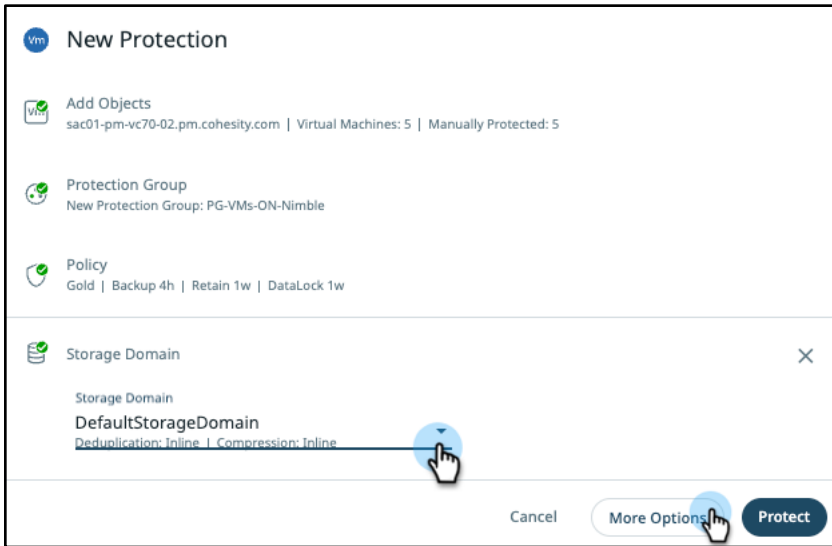 Vm New Protection
Add Objects
sac01-pm-vc70-02.pm.cohesity.com | Virtual Machines: 5 | Manually Protected: 5
Protection Group
New Protection Group: PG-VMs-ON-Nimble
Policy
Gold | Backup 4h | Retain 1w | DataLock 1w
Storage Domain
Storage Domain
DefaultStorageDomain
Deduplication: Inline | Compression: Inline
Cancel More Options Protect